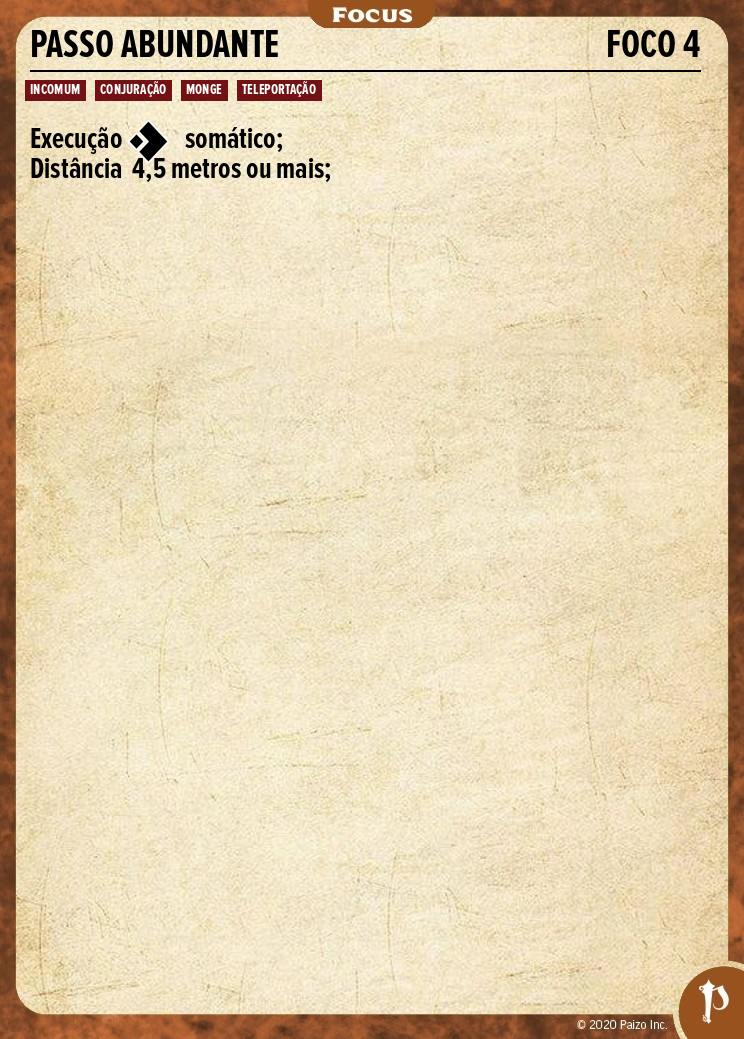 Focus
PASSO ABUNDANTE FOCO 4
INCOMUM CONJURAÇÃO MONGE TELEPORTAÇÃO
Execução somático;
Distância 4,5 metros ou mais;
© 2020 Paizo Inc.